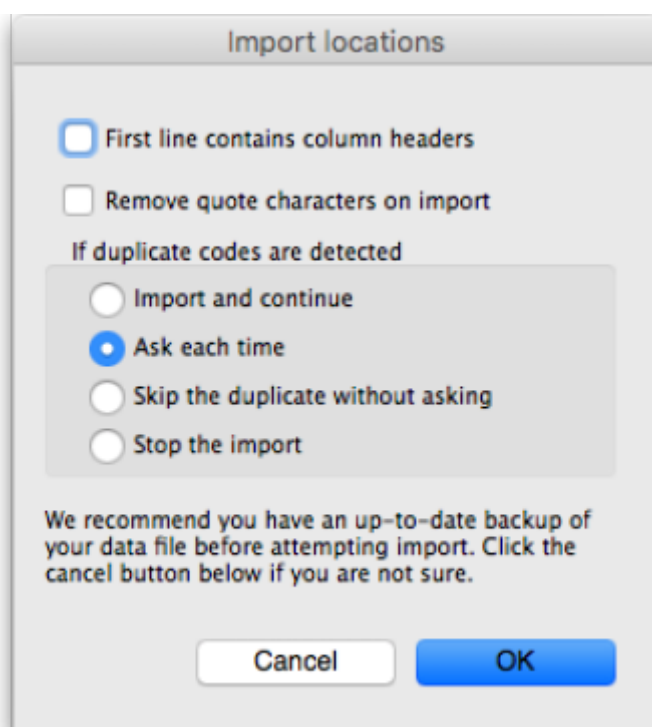 Import locations
First line contains column headers
Remove quote characters on import
If duplicate codes are detected
Import and continue
Ask each time
Skip the duplicate without asking
Stop the import
We recommend you have an up-to-date backup of
your data file before attempting import. Click the
cancel button below if you are not sure.
Cancel
OK